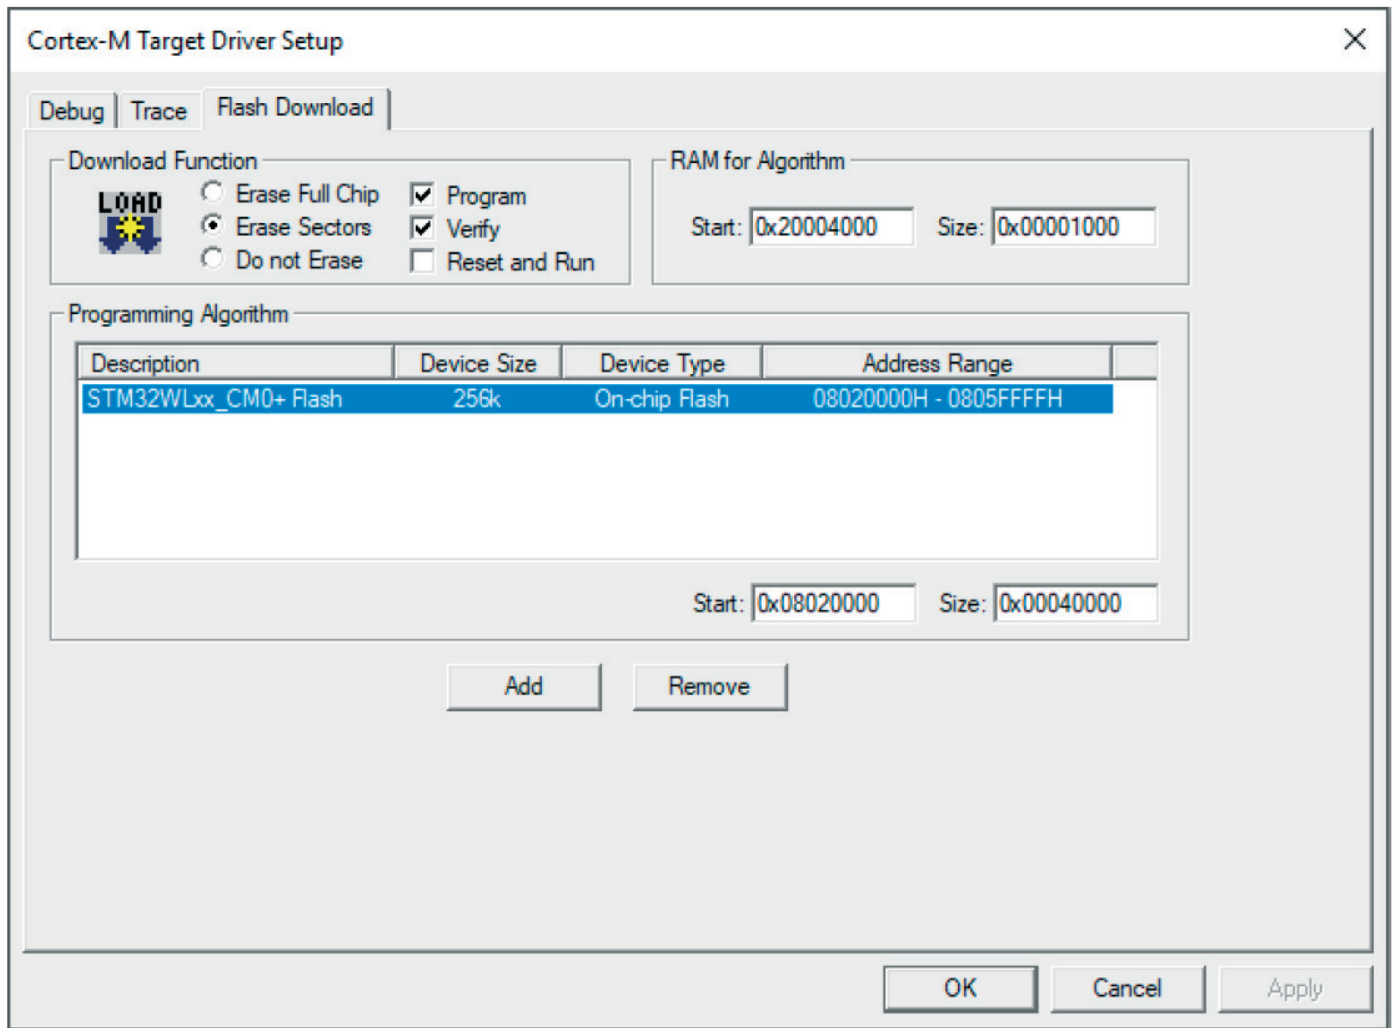 Cortex-M Target Driver Setup
Debug Trace Flash Download
Download Function
LOAD
Erase Full Chip
Erase Sectors
Do not Erase
Program
Verify
Reset and Run
RAM for Algorithm
Start: 0x20004000 Size: 0x00001000
Programming Algorithm
Description Device Size Device Type Address Range
STM32WLxx_CM0+ Flash 256k On-chip Flash 08020000H - 0805FFFFH
Start: 0x08020000 Size: 0x00040000
Add Remove
OK Cancel Apply